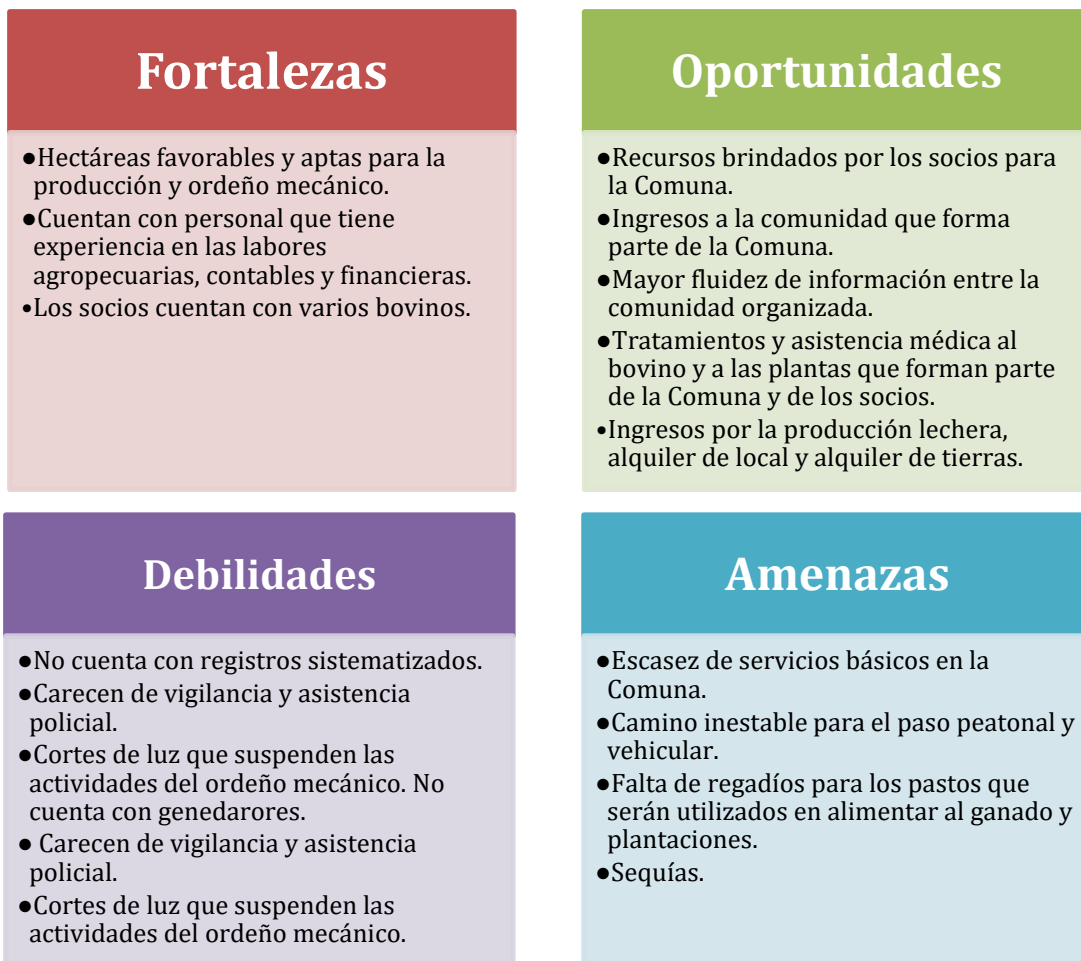 Fortalezas
●Hectáreas favorables y aptas para la
producción y ordeño mecánico.
●Cuentan con personal que tiene
experiencia en las labores
agropecuarias, contables y financieras.
•Los socios cuentan con varios bovinos.
Oportunidades
●Recursos brindados por los socios para
la Comuna.
●Ingresos a la comunidad que forma
parte de la Comuna.
●Mayor fluidez de información entre la
comunidad organizada.
●Tratamientos y asistencia médica al
bovino y a las plantas que forman parte
de la Comuna y de los socios.
•Ingresos por la producción lechera,
alquiler de local y alquiler de tierras.
Debilidades
●No cuenta con registros sistematizados.
●Carecen de vigilancia y asistencia
policial.
●Cortes de luz que suspenden las
actividades del ordeño mecánico. No
cuenta con genedarores.
● Carecen de vigilancia y asistencia
policial.
●Cortes de luz que suspenden las
actividades del ordeño mecánico.
Amenazas
●Escasez de servicios básicos en la
Comuna.
●Camino inestable para el paso peatonal y
vehicular.
●Falta de regadíos para los pastos que
serán utilizados en alimentar al ganado y
plantaciones.
●Sequías.